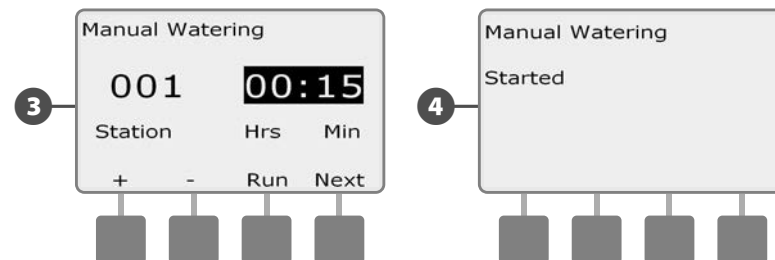 3
Manual Watering
001 00:15
Station Hrs Min
+ - Run Next
4
Manual Watering
Started